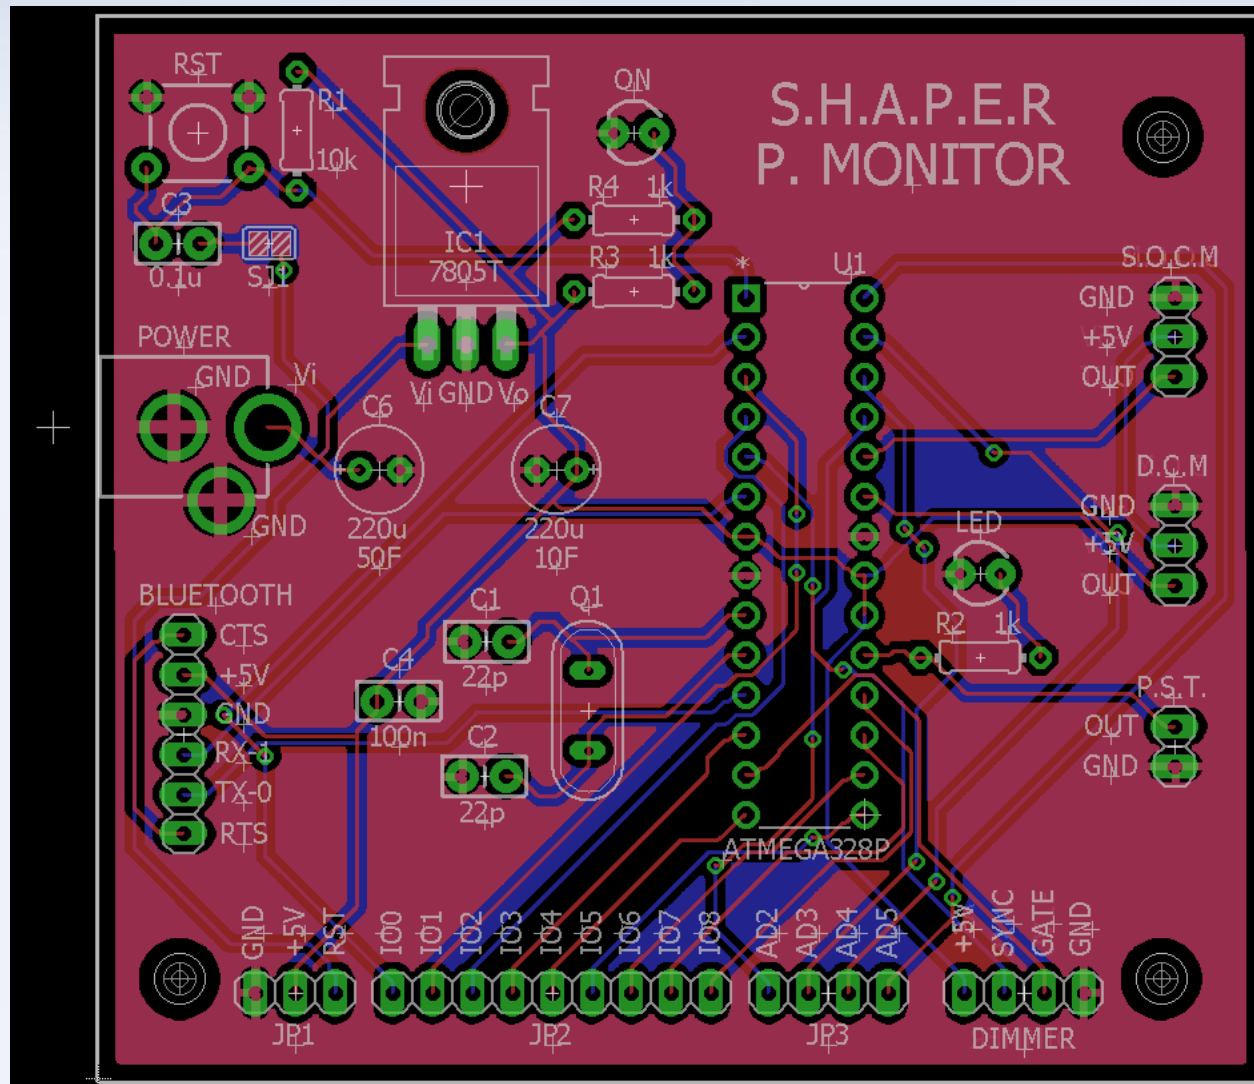 RST
R1
10k
C3
0.1u
SJ1
ON
R4 1k
R3 1k
IC1
7805T
S.H.A.P.E.R
P. MONITOR
*
U1
S.O.C.M
GND
+5V
OUT
POWER
GND
Vi
GND
Vi GND Vo
C6
220u
50F
C7
220u
10F
D.C.M
GND
+5V
OUT
LED
R2 1k
BLUETOOTH
CTS
+5V
GND
RX-1
TX-0
RTS
C1
22p
Q1
C4
100n
C2
22p
P.S.T.
OUT
GND
ATMEGA328P
GND
+5V
RST
JP1
IO0
IO1
IO2
IO3
IO4
IO5
IO6
IO7
IO8
JP2
AD2
AD3
AD4
AD5
JP3
+5V
SYNC
GATE
GND
DIMMER